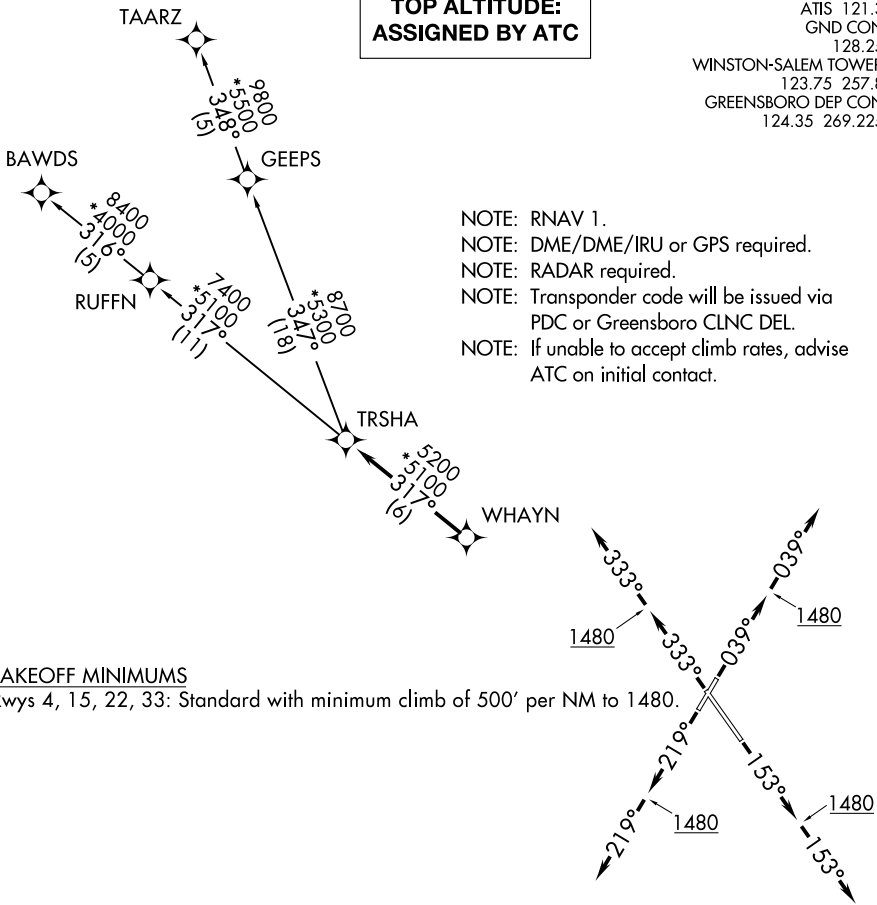 TOP ALTITUDE:
ASSIGNED BY ATC
ATIS 121.3
GND CON
128.25
WINSTON-SALEM TOWER
123.75 257.8
GREENSBORO DEP CON
124.35 269.225
TAARZ
9800
*5500
348°
(5)
GEEPS
BAWDS
8400
*4000
316°
(5)
RUFFN
7400
*5100
317°
(11)
8700
*5300
347°
(18)
NOTE: RNAV 1.
NOTE: DME/DME/IRU or GPS required.
NOTE: RADAR required.
NOTE: Transponder code will be issued via
PDC or Greensboro CLNC DEL.
NOTE: If unable to accept climb rates, advise
ATC on initial contact.
TRSHA
5200
*5100
317°
(6)
WHAYN
333°
039°
1480
1480
333°
039°
AKEOFF MINIMUMS
wys 4, 15, 22, 33: Standard with minimum climb of 500' per NM to 1480.
219°
153°
1480
1480
219°
153°